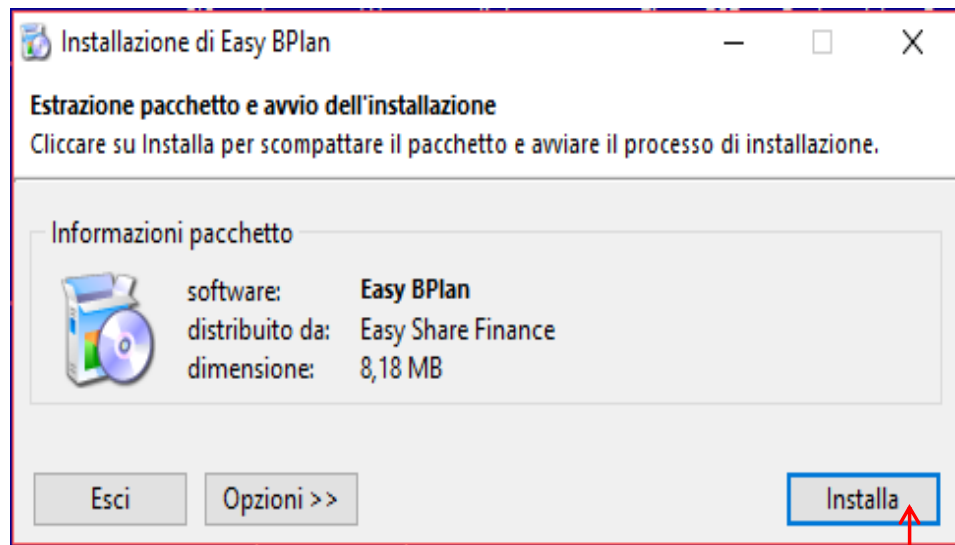 Installazione di Easy BPlan
Estrazione pacchetto e avvio dell'installazione
Cliccare su Installa per scompattare il pacchetto e avviare il processo di installazione.
Informazioni pacchetto
software: Easy BPlan
distribuito da: Easy Share Finance
dimensione: 8,18 MB
Esci Opzioni >> Installa